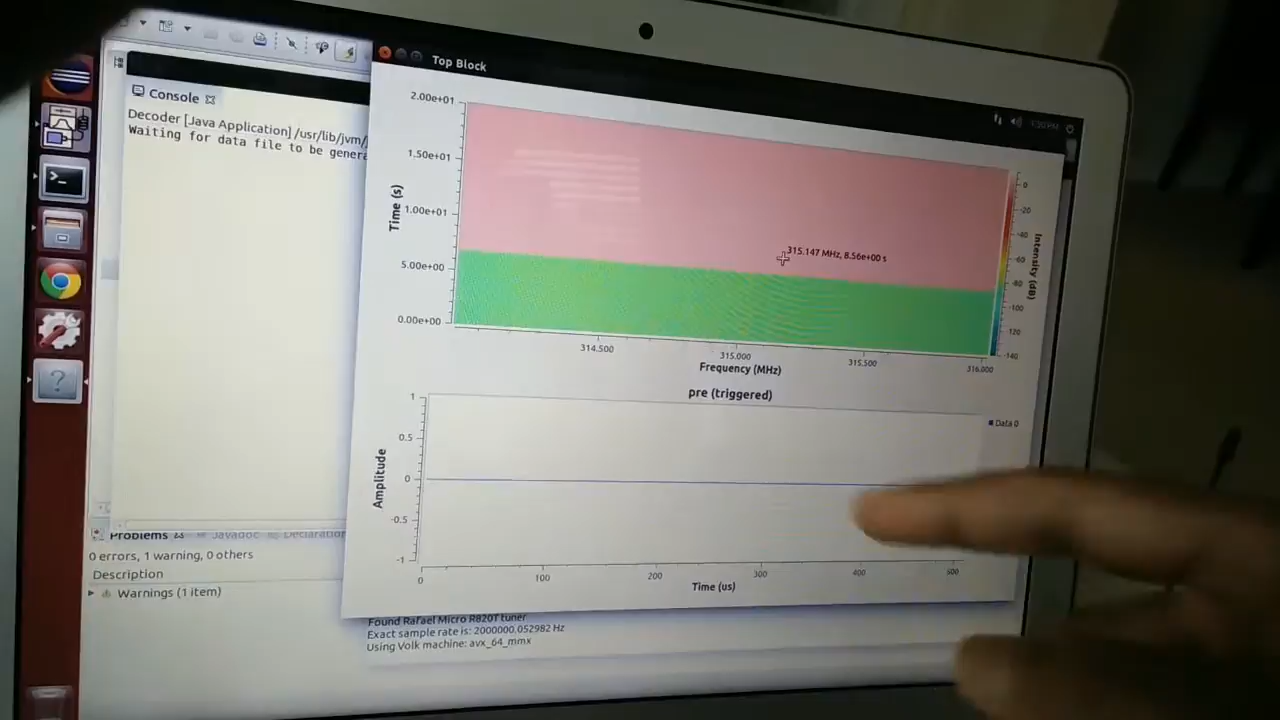 Top Block
Console
Decoder [Java Application] /usr/lib/jvm/
Waiting for data file to be genera
1:30 PM
2.00e+01
1.50e+01
1.00e+01
5.00e+00
0.00e+00
Time (s)
315.147 MHz, 8.56e+00 s
0
-20
-40
-60
-80
-100
-120
-140
Intensity (dB)
314.500
315.000
315.500
316.000
Frequency (MHz)
pre (triggered)
Data 0
1
0.5
0
-0.5
-1
Amplitude
0
100
200
300
400
500
Time (us)
Problems
Javadoc
Declaration
0 errors, 1 warning, 0 others
Description
Warnings (1 item)
Found Rafael Micro R820T tuner
Exact sample rate is: 2000000.052982 Hz
Using Volk machine: avx_64_mmx